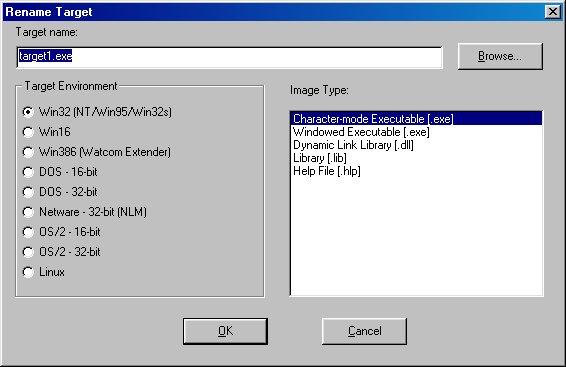 Rename Target
Target name:
target1.exe
Browse...
Target Environment
Win32 (NT/Win95/Win32s)
Win16
Win386 (Watcom Extender)
DOS - 16-bit
DOS - 32-bit
Netware - 32-bit (NLM)
OS/2 - 16-bit
OS/2 - 32-bit
Linux
Image Type:
Character-mode Executable [.exe]
Windowed Executable [.exe]
Dynamic Link Library [.dll]
Library [.lib]
Help File [.hlp]
OK
Cancel